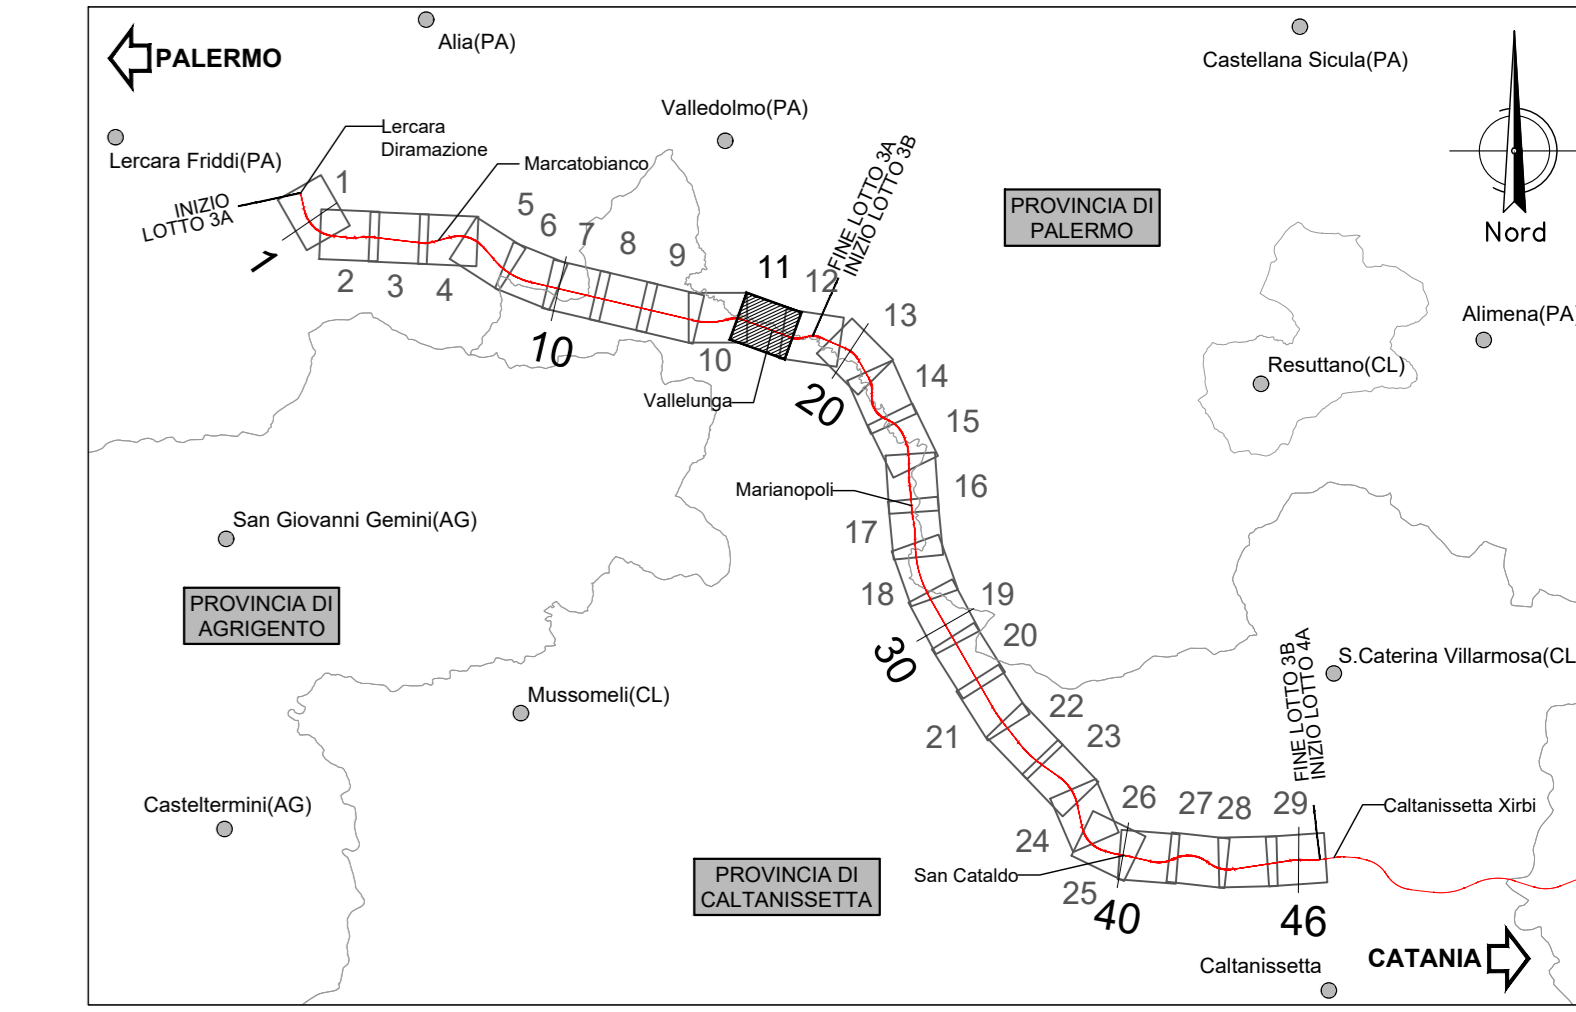 Alia(PA)
PALERMO
Castellana Sicula(PA)
Valledolmo(PA)
Lercara
Diramazione
Lercara Friddi(PA)
Marcatobianco
INIZIO
LOTTO 3A
FINE LOTTO 3A
INIZIO LOTTO 3B
PROVINCIA DI
PALERMO
Nord
1
1
2
3
4
5
6
7
8
9
10
10
11
12
13
Alimena(PA)
Resuttano(CL)
Vallelunga
20
14
15
Marianopoli
16
17
San Giovanni Gemini(AG)
PROVINCIA DI
AGRIGENTO
18
19
20
30
S.Caterina Villarmosa(CL
FINE LOTTO 3B
INIZIO LOTTO 4A
Mussomeli(CL)
21
22
23
Casteltermini(AG)
24
25
26
27
28
29
Caltanissetta Xirbi
San Cataldo
PROVINCIA DI
CALTANISSETTA
40
46
Caltanissetta
CATANIA